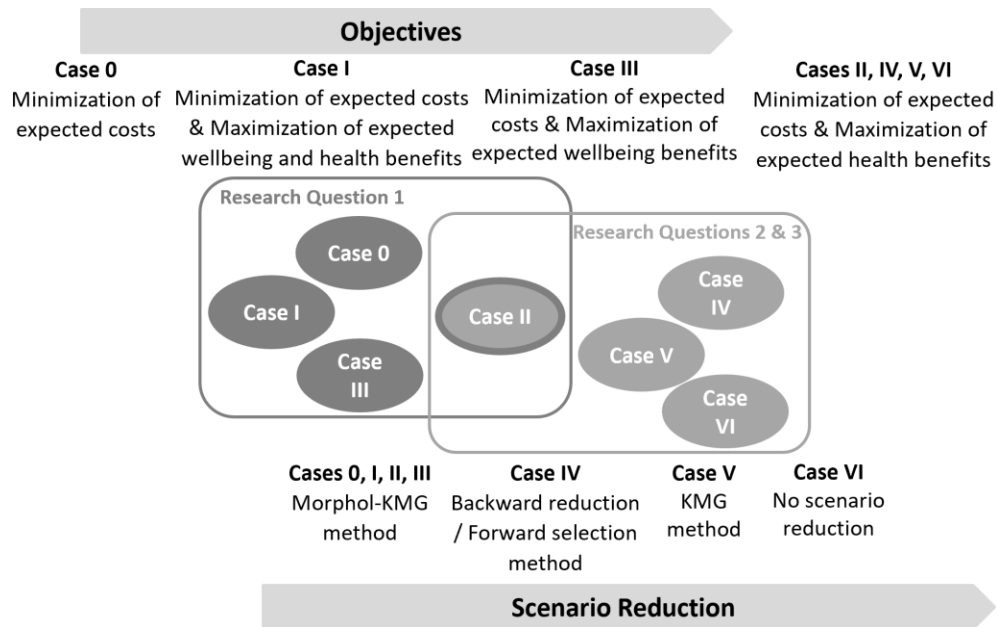 Objectives
Case 0
Minimization of
expected costs
Case I
Minimization of expected costs
& Maximization of expected
wellbeing and health benefits
Case III
Minimization of expected
costs & Maximization of
expected wellbeing benefits
Cases II, IV, V, VI
Minimization of expected
costs & Maximization of
expected health benefits
Research Question 1
Case 0
Case I
Case
III
Case II
Research Questions 2 & 3
Case
IV
Case V
Case
VI
Cases 0, I, II, III
Morphol-KMG
method
Case IV
Backward reduction
/ Forward selection
method
Case V
KMG
method
Case VI
No scenario
reduction
Scenario Reduction